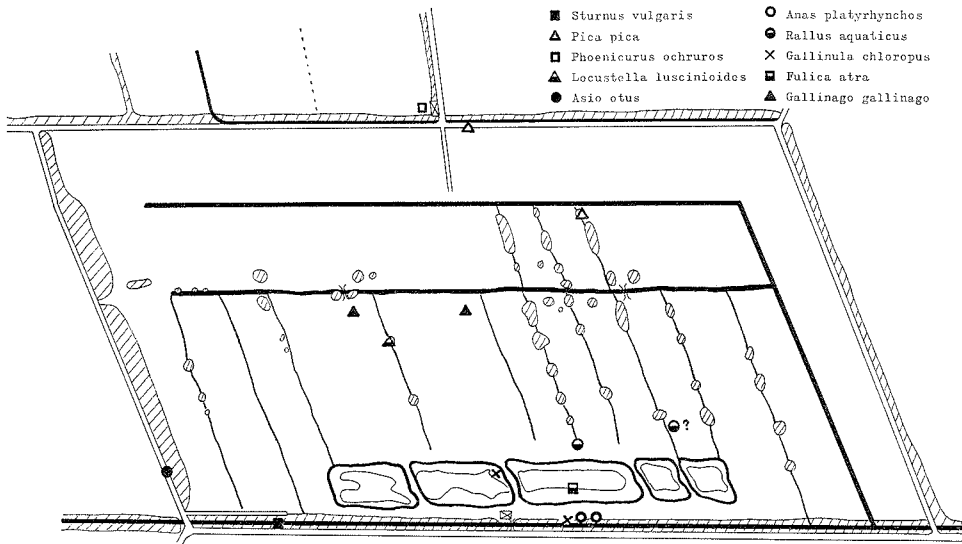 Sturnus vulgaris
Pica pica
Phoenicurus ochruros
Locustella luscinioides
Asio otus
Anas platyrhynchos
Rallus aquaticus
Gallinula chloropus
Fulica atra
Gallinago gallinago
?